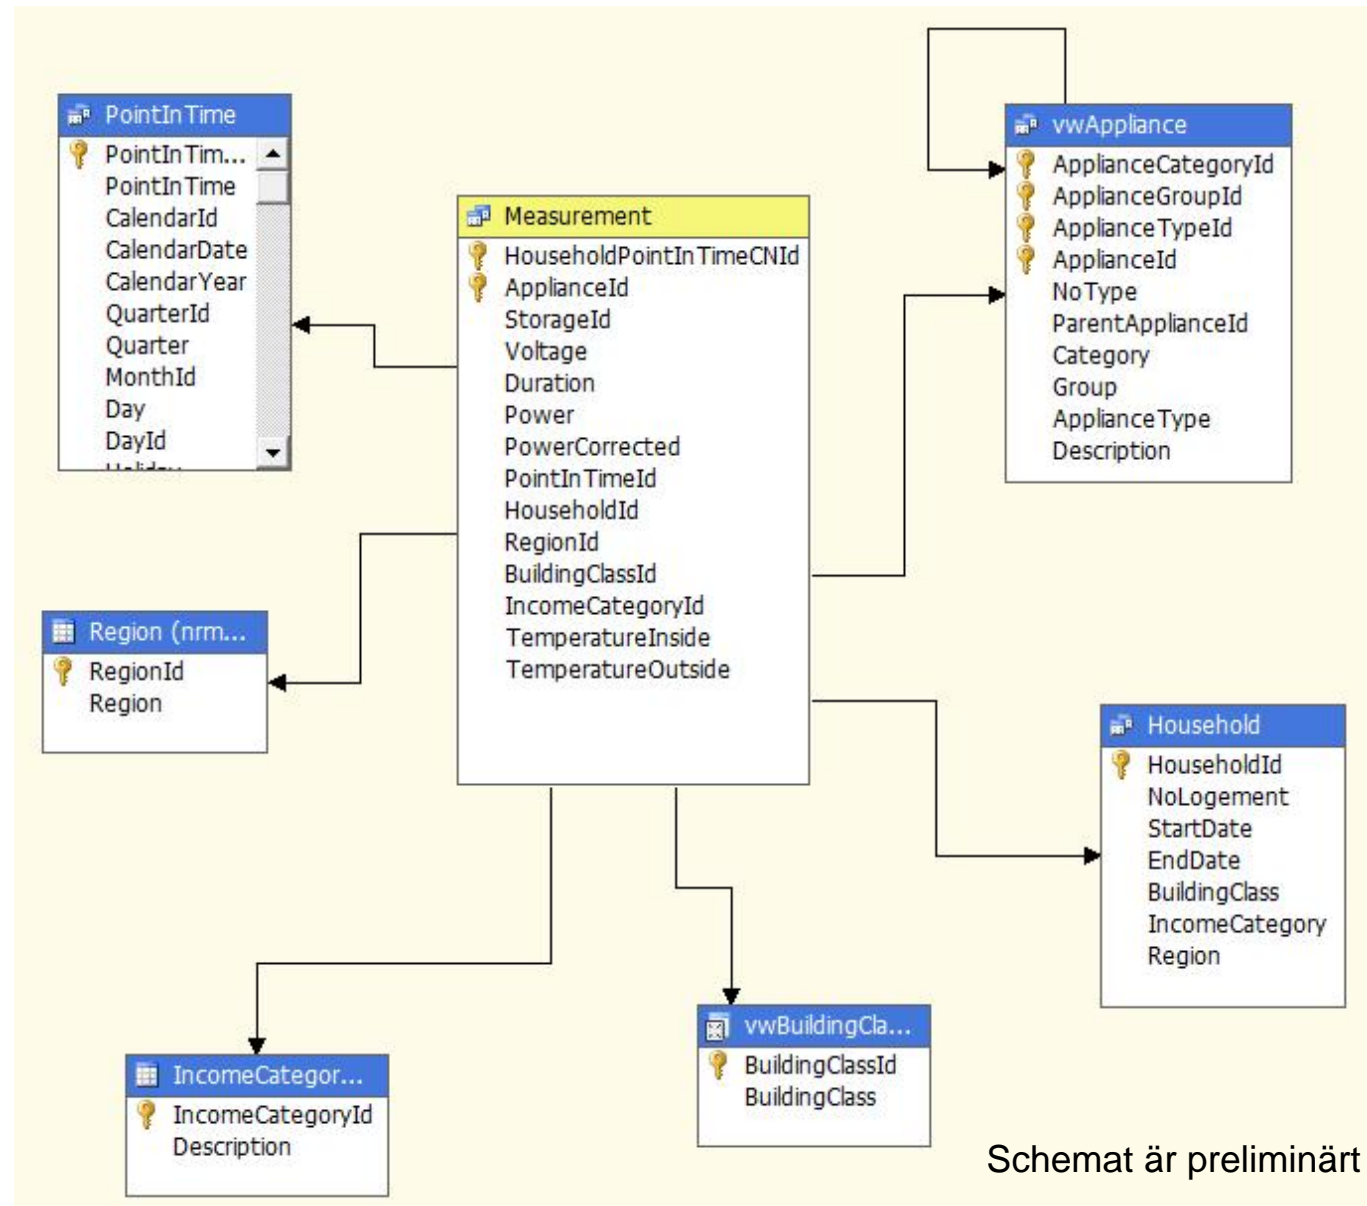 PointInTime
PointInTim...
PointInTime
CalendarId
CalendarDate
CalendarYear
QuarterId
Quarter
MonthId
Day
DayId
Holiday
Measurement
HouseholdPointInTimeCNId
ApplianceId
StorageId
Voltage
Duration
Power
PowerCorrected
PointInTimeId
HouseholdId
RegionId
BuildingClassId
IncomeCategoryId
TemperatureInside
TemperatureOutside
vwAppliance
ApplianceCategoryId
ApplianceGroupId
ApplianceTypeId
ApplianceId
NoType
ParentApplianceId
Category
Group
ApplianceType
Description
Region (nrm...
RegionId
Region
Household
HouseholdId
NoLogement
StartDate
EndDate
BuildingClass
IncomeCategory
Region
IncomeCategor...
IncomeCategoryId
Description
vwBuildingCla...
BuildingClassId
BuildingClass
Schemat är preliminärt